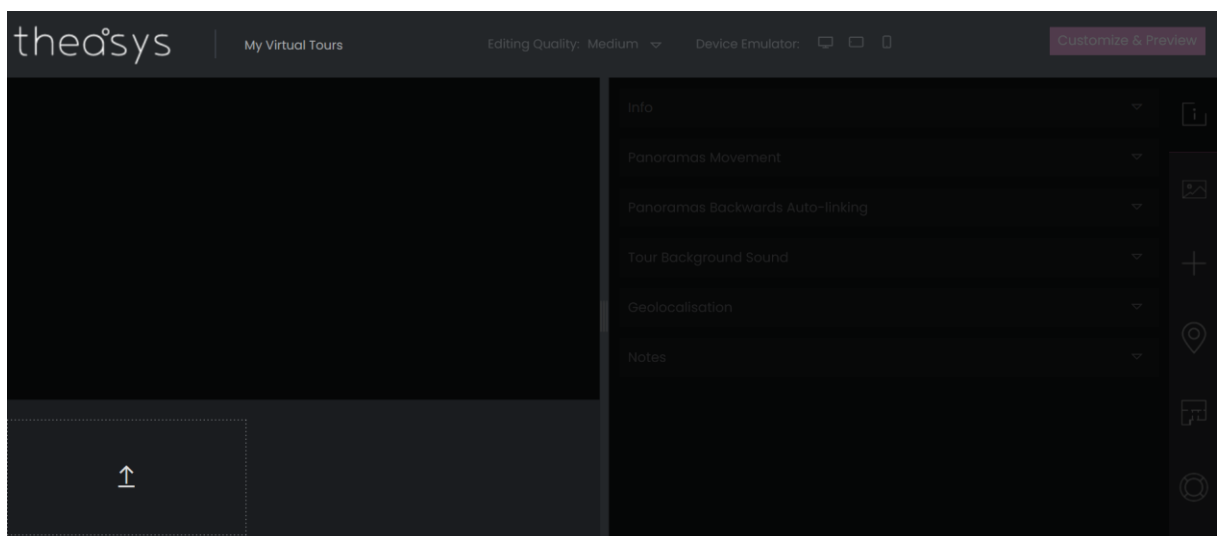 theasys
My Virtual Tours
Editing Quality: Medium
Device Emulator:
Customize & Preview
Info
Panoramas Movement
Panoramas Backwards Auto-linking
Tour Background Sound
Geolocalisation
Notes